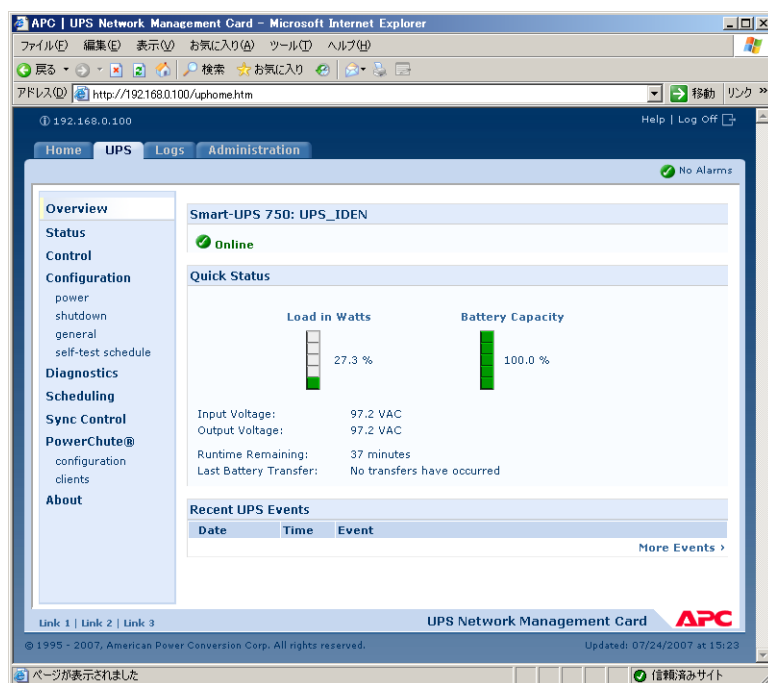 APC | UPS Network Management Card - Microsoft Internet Explorer
ファイル(F) 編集(E) 表示(V) お気に入り(A) ツール(T) ヘルプ(H)
戻る 検索 お気に入り
アドレス(D) http://192.168.0.100/uphome.htm 移動 リンク »
192.168.0.100 Help | Log Off
Home UPS Logs Administration
No Alarms
Overview
Status
Control
Configuration
power
shutdown
general
self-test schedule
Diagnostics
Scheduling
Sync Control
PowerChute®
configuration
clients
About
Smart-UPS 750: UPS_IDEN
Online
Quick Status
Load in Watts Battery Capacity
27.3 % 100.0 %
Input Voltage: 97.2 VAC
Output Voltage: 97.2 VAC
Runtime Remaining: 37 minutes
Last Battery Transfer: No transfers have occurred
Recent UPS Events
Date Time Event
More Events ›
Link 1 | Link 2 | Link 3 UPS Network Management Card APC
© 1995 - 2007, American Power Conversion Corp. All rights reserved. Updated: 07/24/2007 at 15:23
ページが表示されました 信頼済みサイト